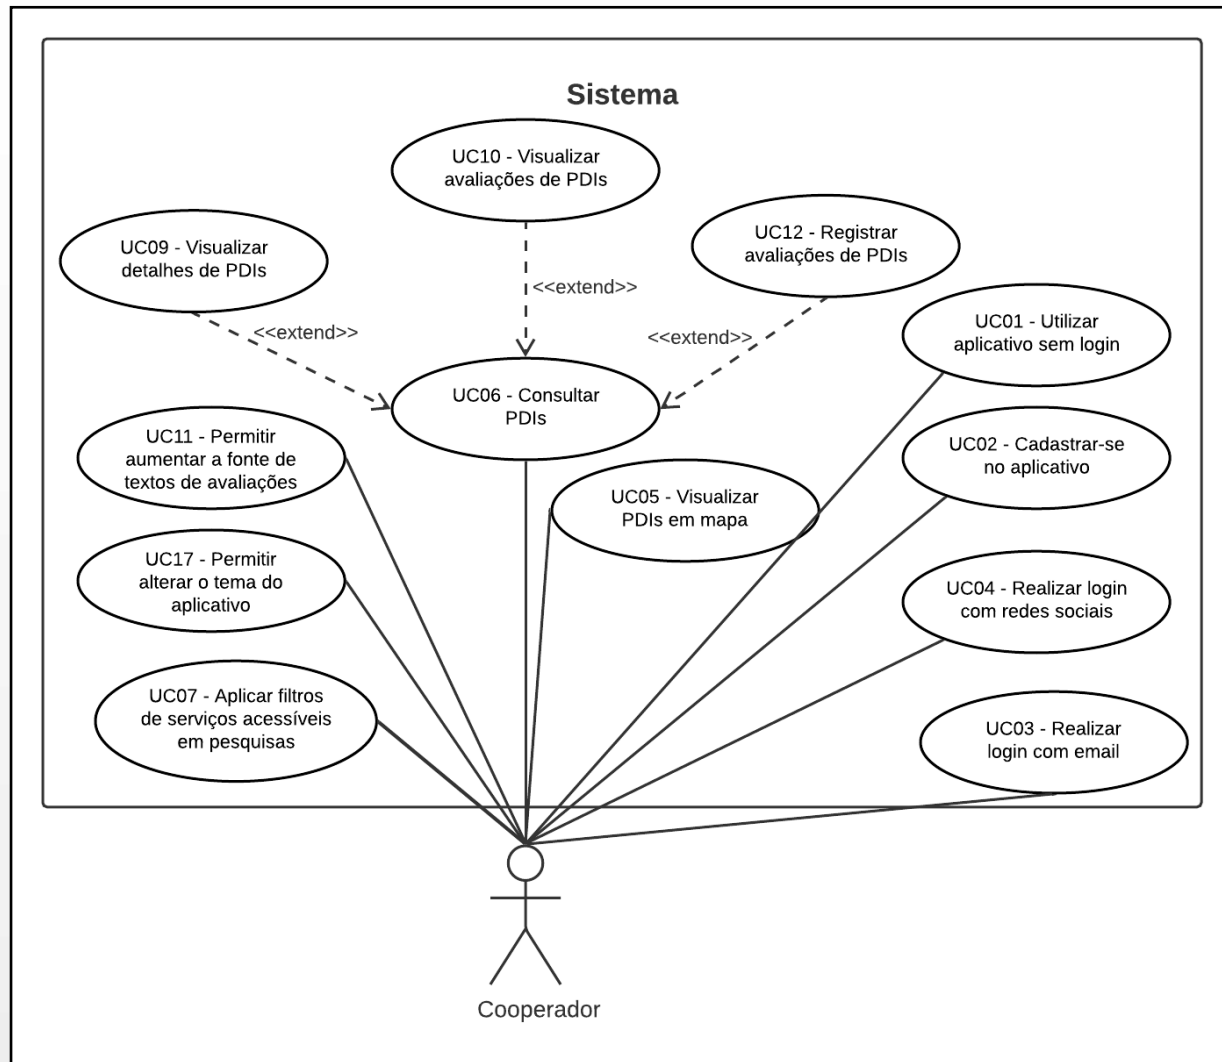 Sistema
UC10 - Visualizar
avaliações de PDIs
UC09 - Visualizar
detalhes de PDIs
UC12 - Registrar
avaliações de PDIs
<<extend>>
<<extend>>
<<extend>>
UC01 - Utilizar
aplicativo sem login
UC06 - Consultar
PDIs
UC11 - Permitir
aumentar a fonte de
textos de avaliações
UC02 - Cadastrar-se
no aplicativo
UC05 - Visualizar
PDIs em mapa
UC17 - Permitir
alterar o tema do
aplicativo
UC04 - Realizar login
com redes sociais
UC07 - Aplicar filtros
de serviços acessíveis
em pesquisas
UC03 - Realizar
login com email
Cooperador